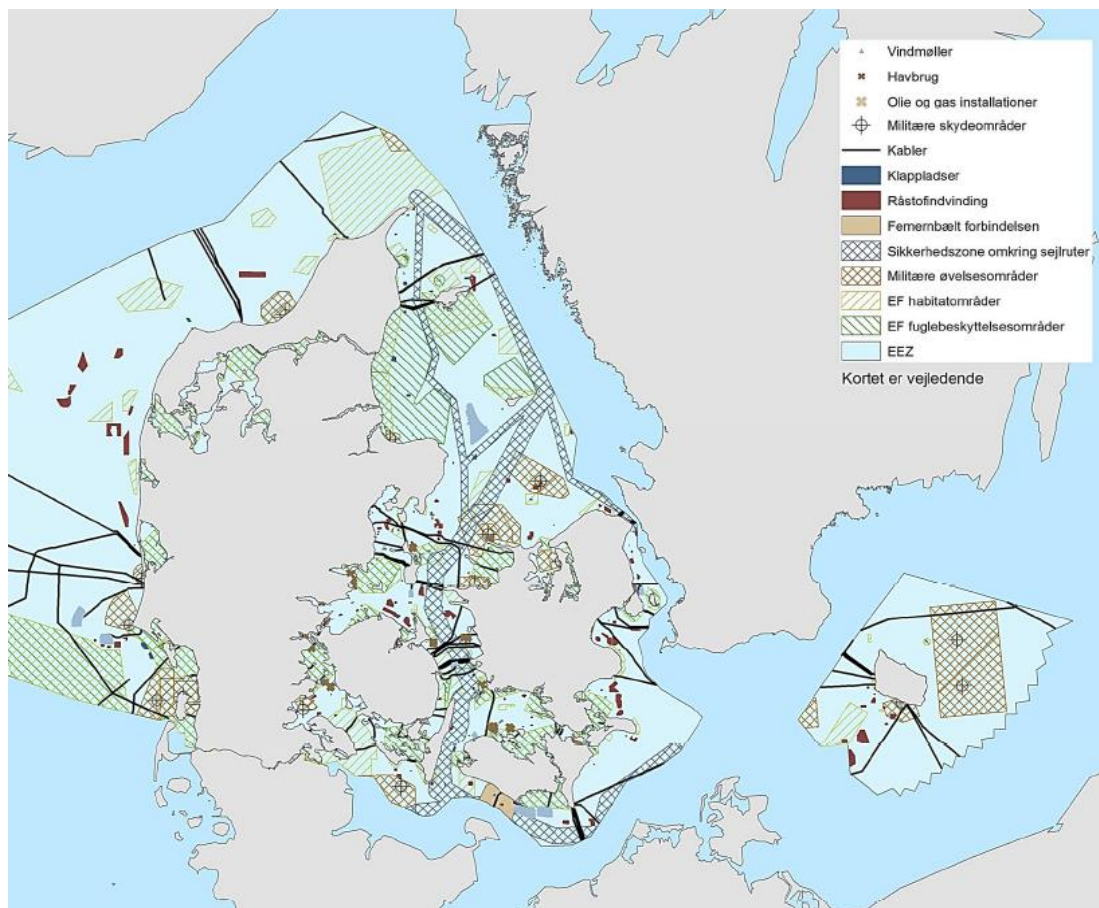 Vindmøller
Havbrug
Olie og gas installationer
Militære skydeområder
Kabler
Klappladser
Råstofindvinding
Femernbælt forbindelsen
Sikkerhedszone omkring sejlruter
Militære øvelsesområder
EF habitatområder
EF fuglebeskyttelsesområder
EEZ
Kortet er vejledende